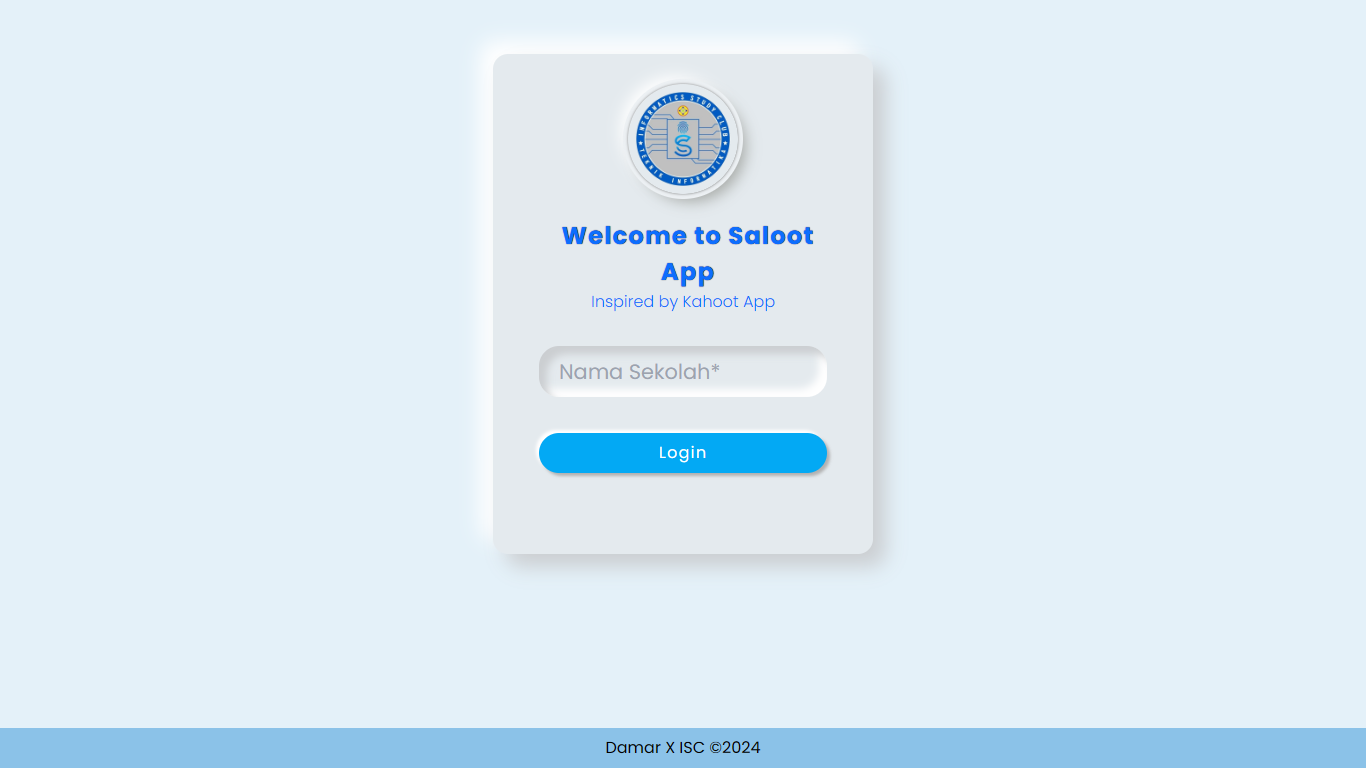 INFORMATICS STUDY CLUB
TEKNIK INFORMATIKA
S
Welcome to Saloot
App
Inspired by Kahoot App
Nama Sekolah*
Login
Damar X ISC ©2024